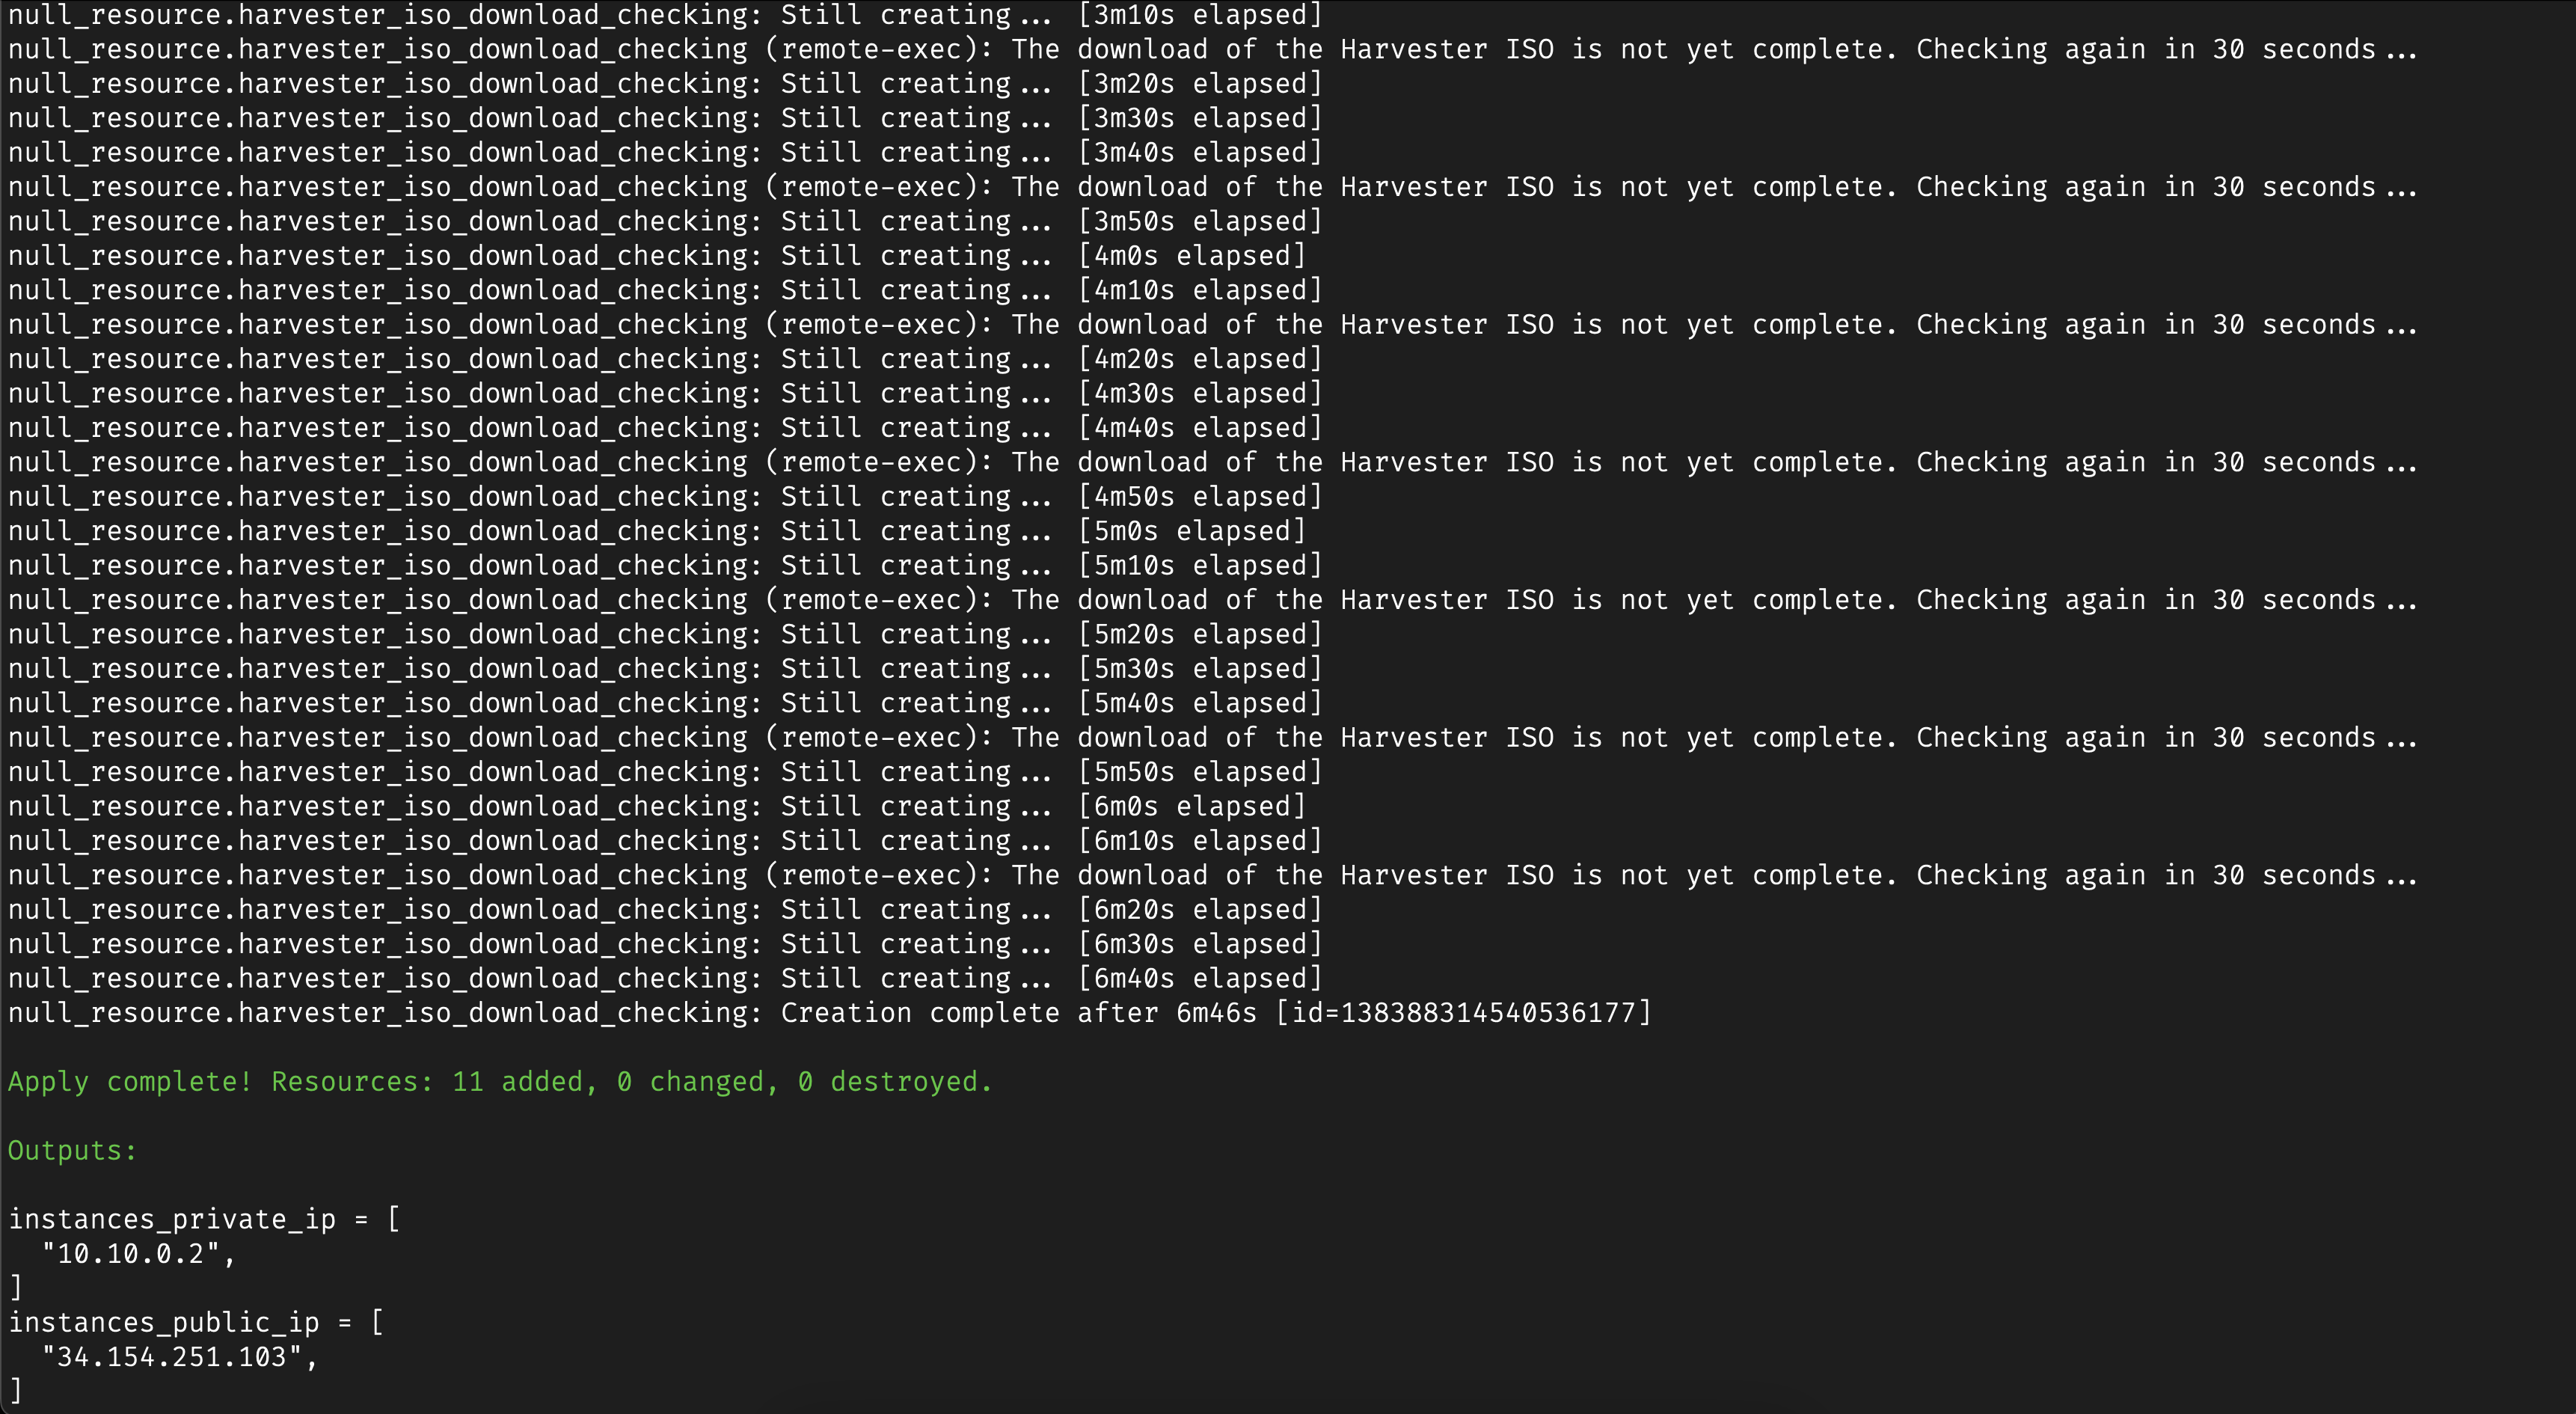 null_resource.harvester_iso_download_checking: Still creating... [3m10s elapsed]
null_resource.harvester_iso_download_checking (remote-exec): The download of the Harvester ISO is not yet complete. Checking again in 30 seconds...
null_resource.harvester_iso_download_checking: Still creating... [3m20s elapsed]
null_resource.harvester_iso_download_checking: Still creating... [3m30s elapsed]
null_resource.harvester_iso_download_checking: Still creating... [3m40s elapsed]
null_resource.harvester_iso_download_checking (remote-exec): The download of the Harvester ISO is not yet complete. Checking again in 30 seconds...
null_resource.harvester_iso_download_checking: Still creating... [3m50s elapsed]
null_resource.harvester_iso_download_checking: Still creating... [4m0s elapsed]
null_resource.harvester_iso_download_checking: Still creating... [4m10s elapsed]
null_resource.harvester_iso_download_checking (remote-exec): The download of the Harvester ISO is not yet complete. Checking again in 30 seconds...
null_resource.harvester_iso_download_checking: Still creating... [4m20s elapsed]
null_resource.harvester_iso_download_checking: Still creating... [4m30s elapsed]
null_resource.harvester_iso_download_checking: Still creating... [4m40s elapsed]
null_resource.harvester_iso_download_checking (remote-exec): The download of the Harvester ISO is not yet complete. Checking again in 30 seconds...
null_resource.harvester_iso_download_checking: Still creating... [4m50s elapsed]
null_resource.harvester_iso_download_checking: Still creating... [5m0s elapsed]
null_resource.harvester_iso_download_checking: Still creating... [5m10s elapsed]
null_resource.harvester_iso_download_checking (remote-exec): The download of the Harvester ISO is not yet complete. Checking again in 30 seconds...
null_resource.harvester_iso_download_checking: Still creating... [5m20s elapsed]
null_resource.harvester_iso_download_checking: Still creating... [5m30s elapsed]
null_resource.harvester_iso_download_checking: Still creating... [5m40s elapsed]
null_resource.harvester_iso_download_checking (remote-exec): The download of the Harvester ISO is not yet complete. Checking again in 30 seconds...
null_resource.harvester_iso_download_checking: Still creating... [5m50s elapsed]
null_resource.harvester_iso_download_checking: Still creating... [6m0s elapsed]
null_resource.harvester_iso_download_checking: Still creating... [6m10s elapsed]
null_resource.harvester_iso_download_checking (remote-exec): The download of the Harvester ISO is not yet complete. Checking again in 30 seconds...
null_resource.harvester_iso_download_checking: Still creating... [6m20s elapsed]
null_resource.harvester_iso_download_checking: Still creating... [6m30s elapsed]
null_resource.harvester_iso_download_checking: Still creating... [6m40s elapsed]
null_resource.harvester_iso_download_checking: Creation complete after 6m46s [id=138388314540536177]
Apply complete! Resources: 11 added, 0 changed, 0 destroyed.
Outputs:
instances_private_ip = [
  "10.10.0.2",
]
instances_public_ip = [
  "34.154.251.103",
]